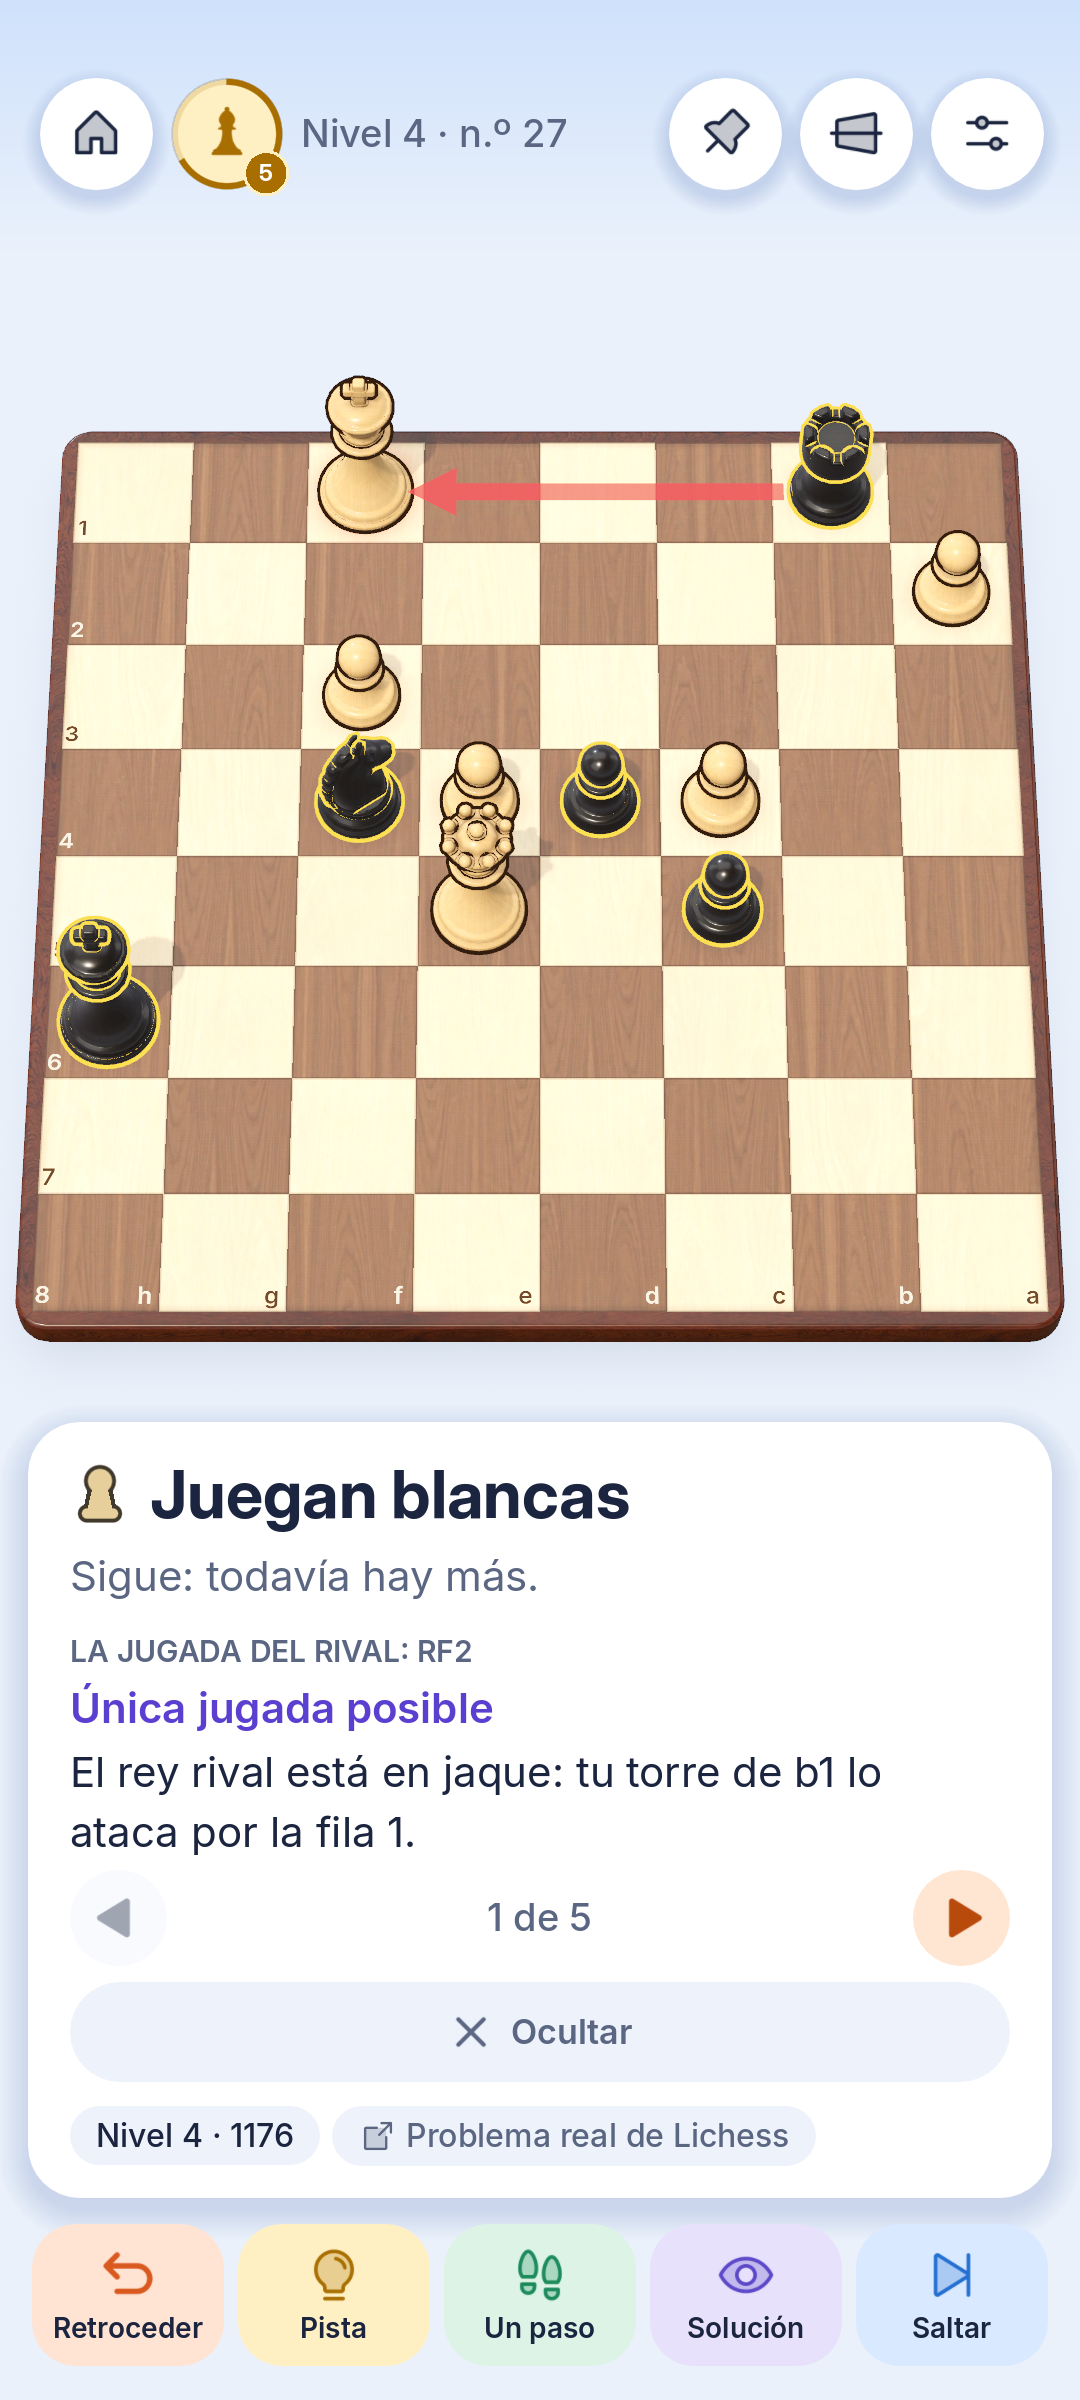 Nivel 4 · n.º 27
5
1
2
3
4
6
7
8 h g f e d c b a
Juegan blancas
Sigue: todavía hay más.
LA JUGADA DEL RIVAL: RF2
Única jugada posible
El rey rival está en jaque: tu torre de b1 lo
ataca por la fila 1.
1 de 5
Ocultar
Nivel 4 · 1176
Problema real de Lichess
Retroceder
Pista
Un paso
Solución
Saltar